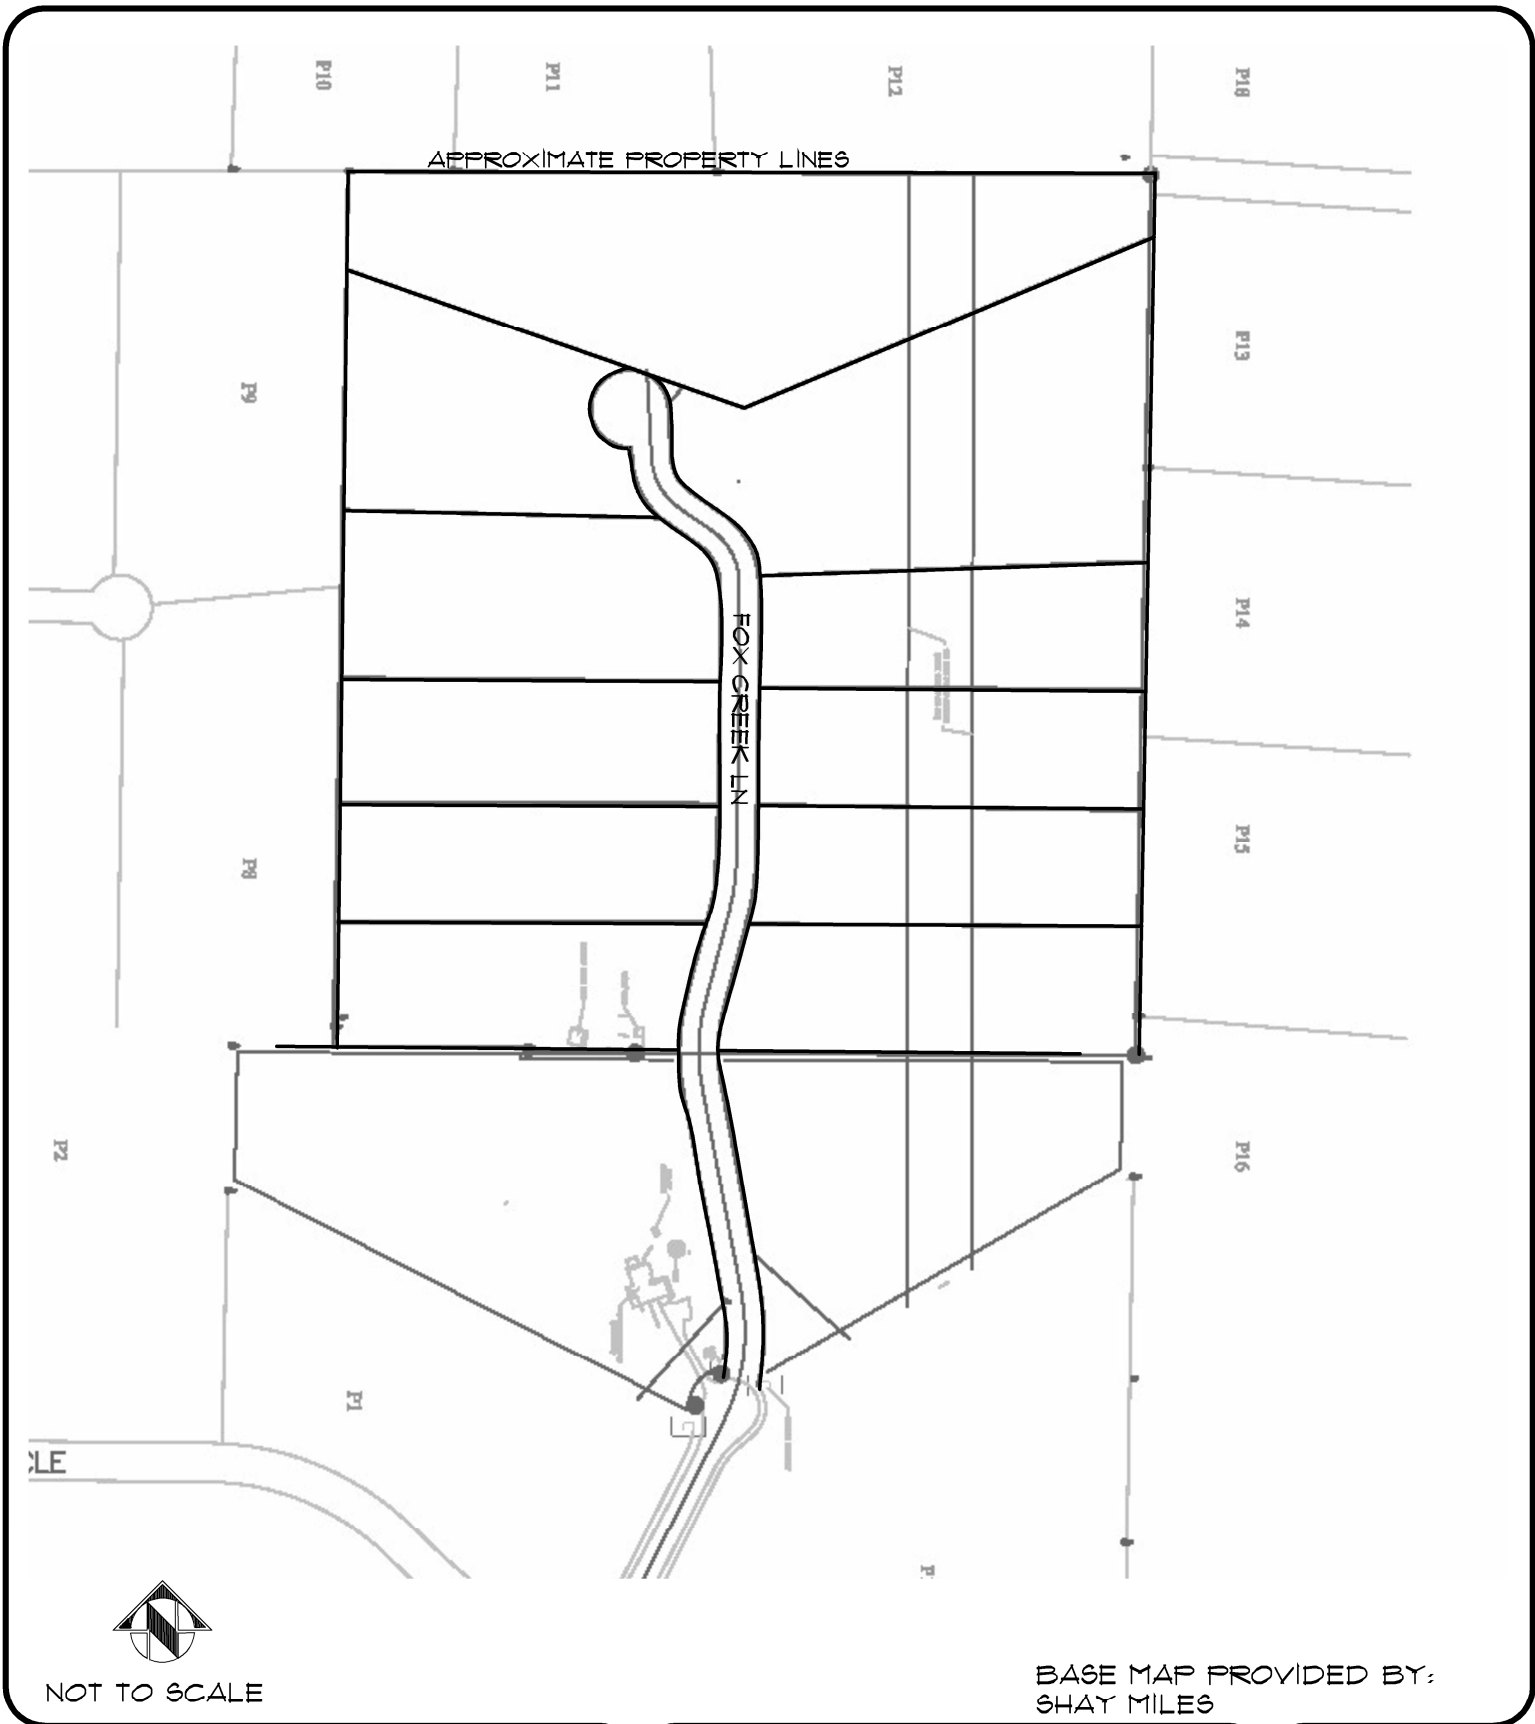 P10
P11
P12
P18
APPROXIMATE PROPERTY LINES
P13
P9
FOX CREEK LN
P14
P15
P8
P2
P16
P1
CLE
NOT TO SCALE
BASE MAP PROVIDED BY:
SHAY MILES